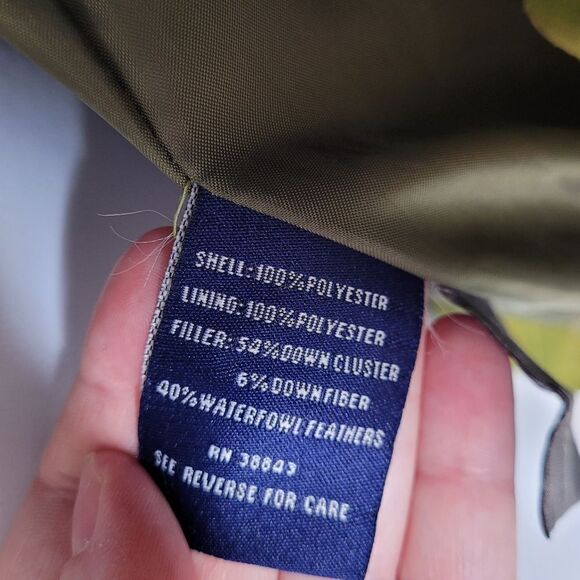 SHELL: 100% POLYESTER
LINING: 100% POLYESTER
FILLER: 54% DOWN CLUSTER
6% DOWN FIBER
40% WATERFOWL FEATHERS
RN 38843
SEE REVERSE FOR CARE